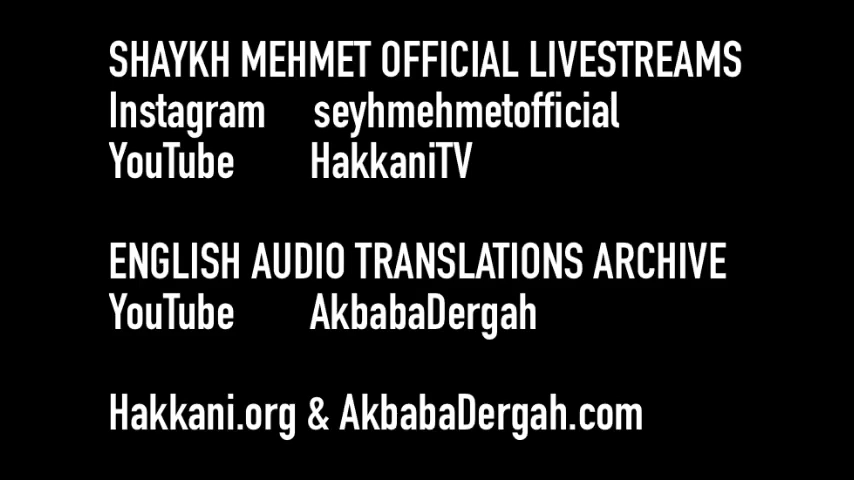 SHAYKH MEHMET OFFICIAL LIVESTREAMS
Instagram seyhmehmetofficial
YouTube HakkaniTV
ENGLISH AUDIO TRANSLATIONS ARCHIVE
YouTube AkbabaDergah
Hakkani.org & AkbabaDergah.com